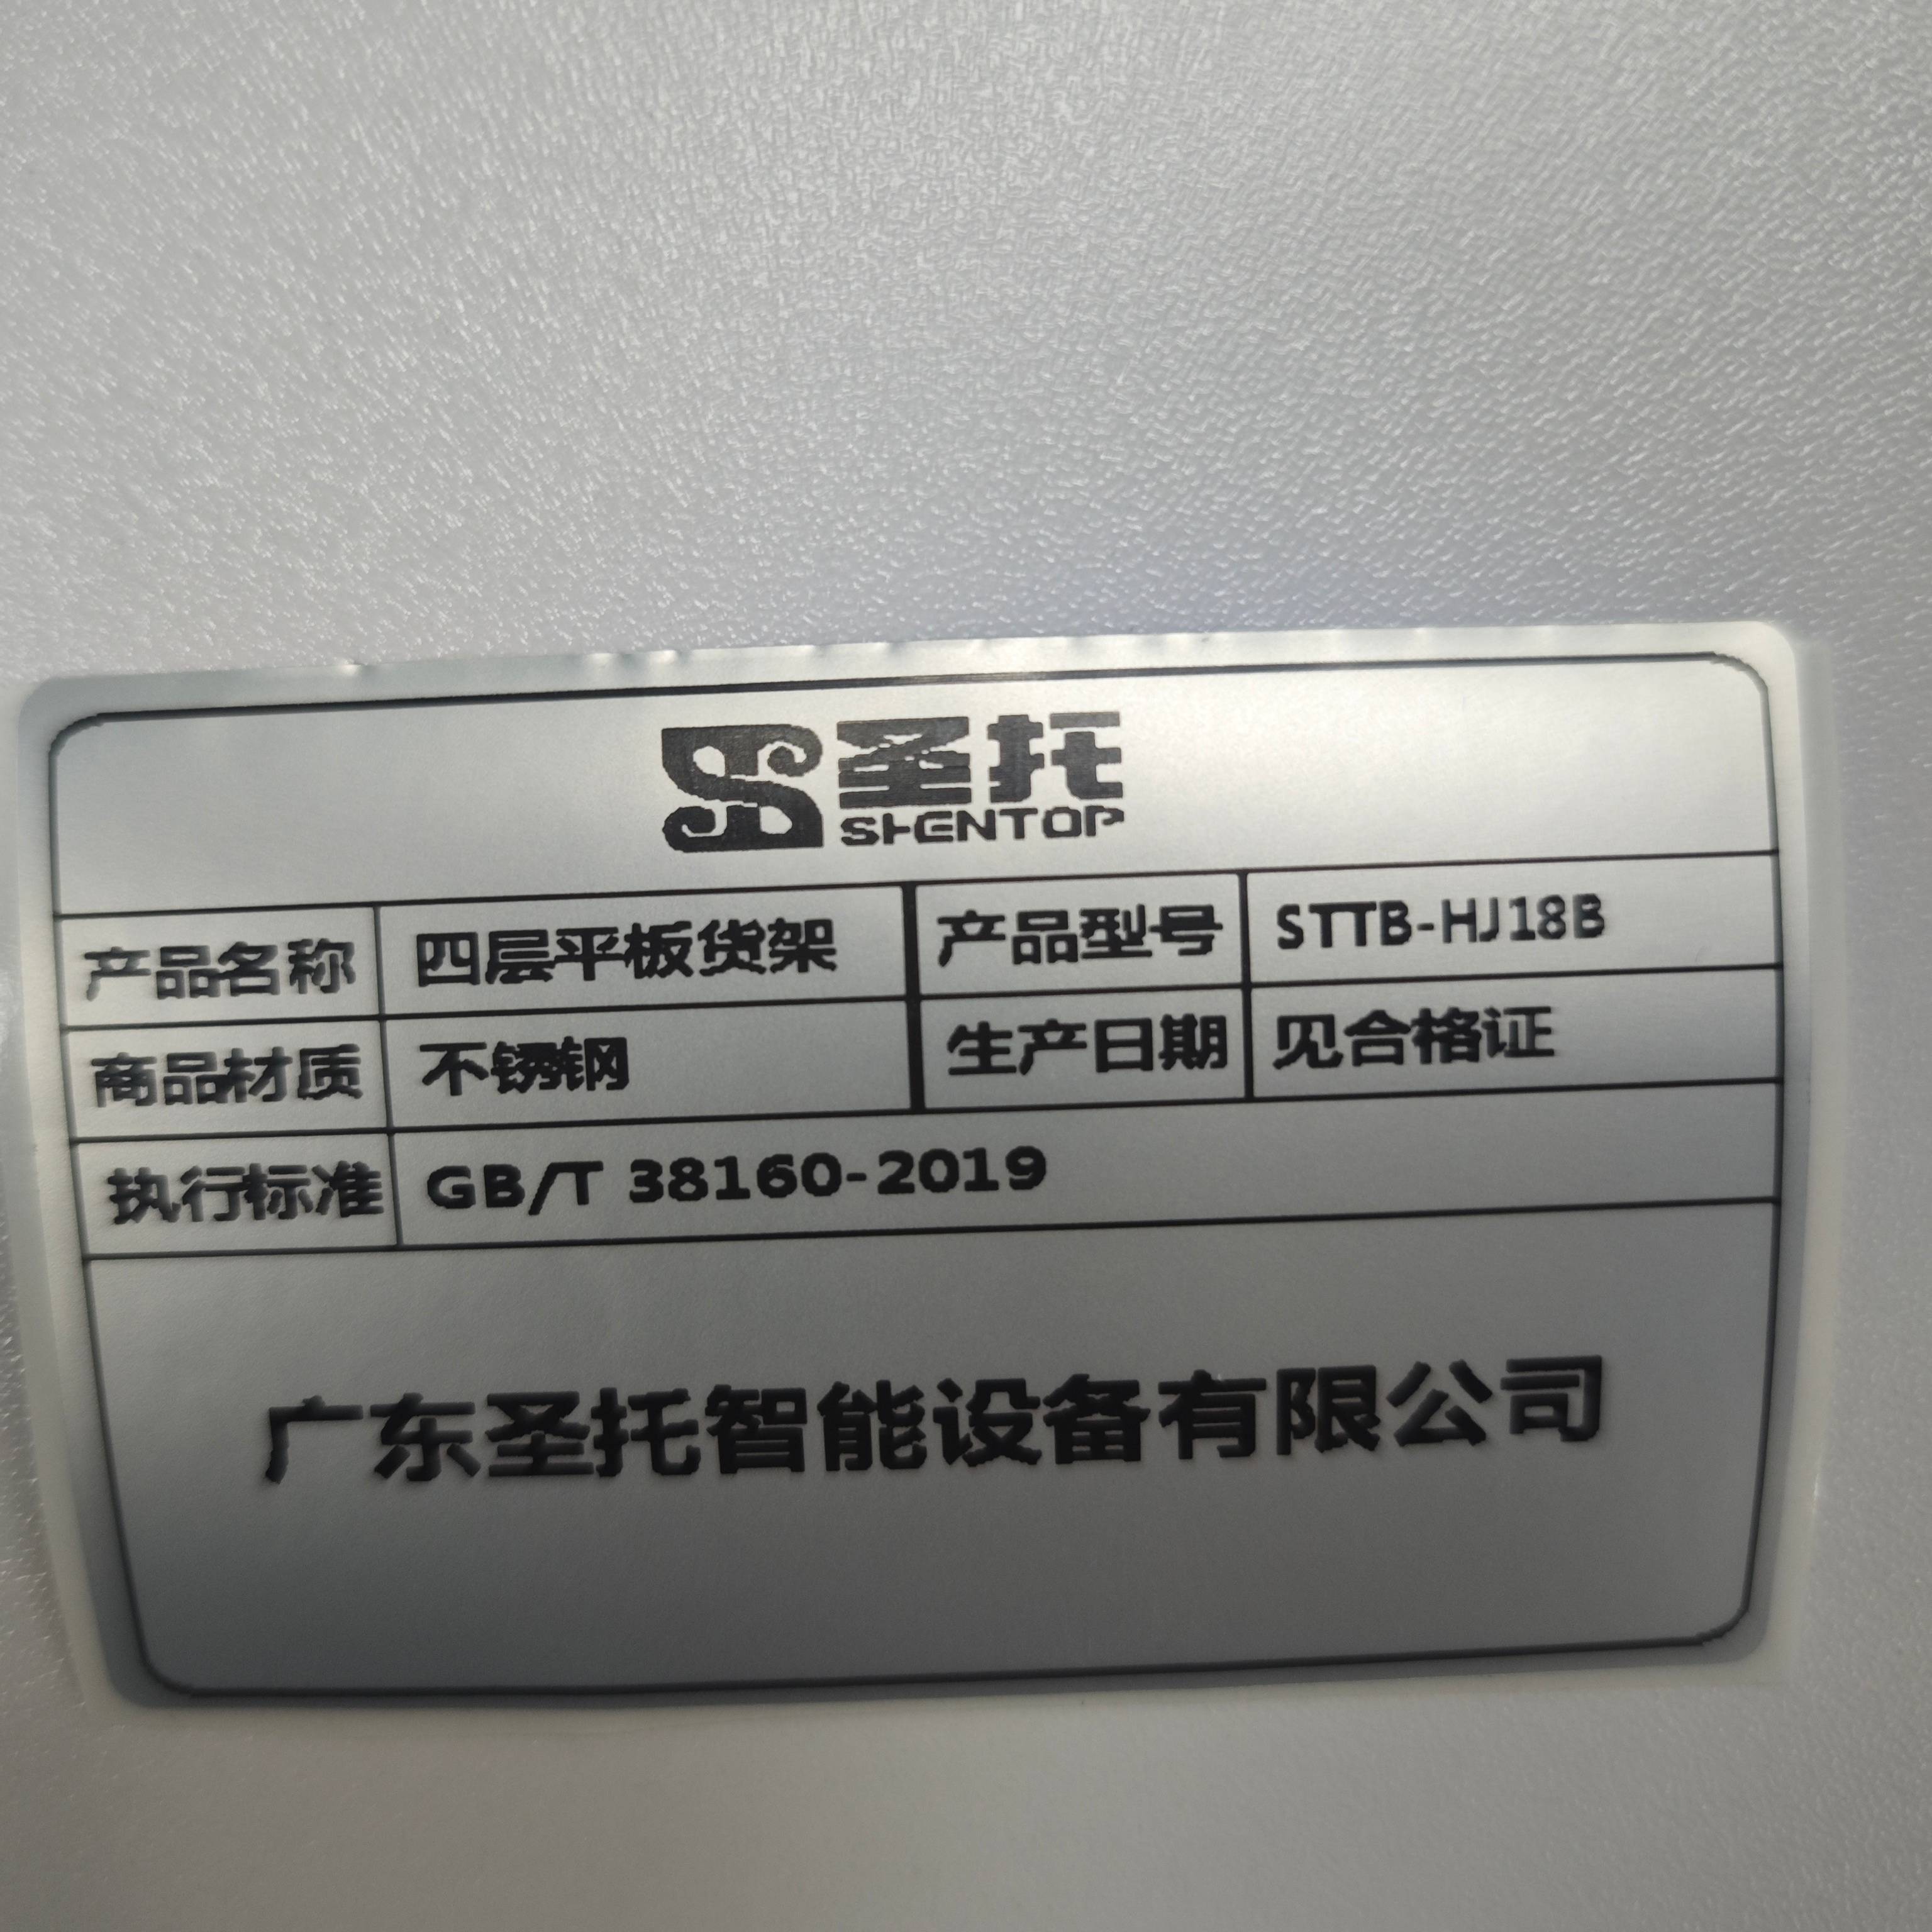 圣托
SHENTOP
产品名称 四层平板货架 产品型号 STTB-HJ18B
商品材质 不锈钢 生产日期 见合格证
执行标准 GB/T 38160-2019
广东圣托智能设备有限公司